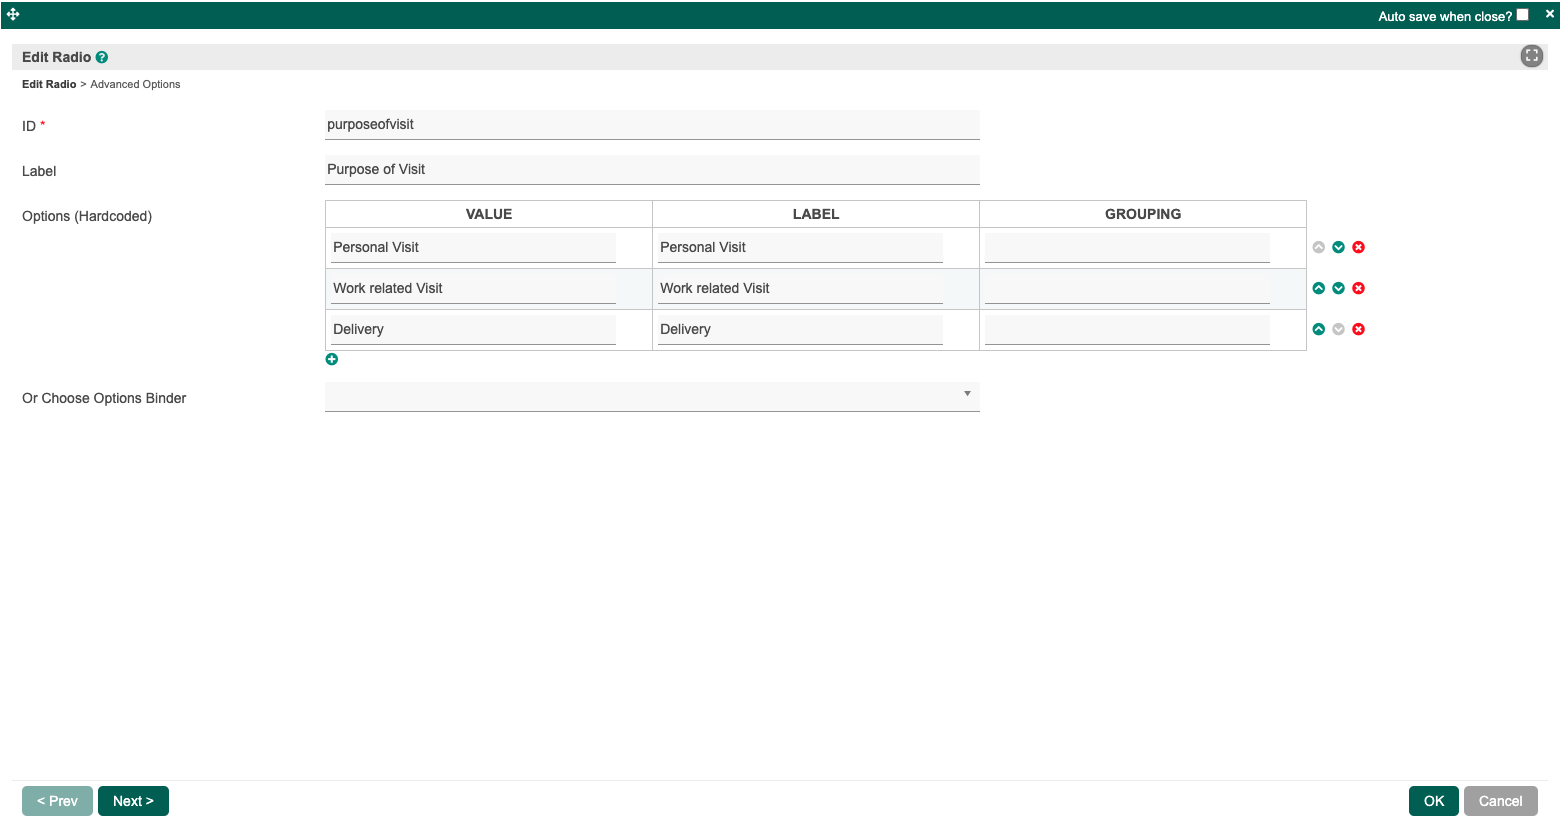 Auto save when close?
Edit Radio
Edit Radio > Advanced Options
ID * purposeofvisit
Label Purpose of Visit
Options (Hardcoded) VALUE LABEL GROUPING
Personal Visit Personal Visit
Work related Visit Work related Visit
Delivery Delivery
Or Choose Options Binder
< Prev Next > OK Cancel